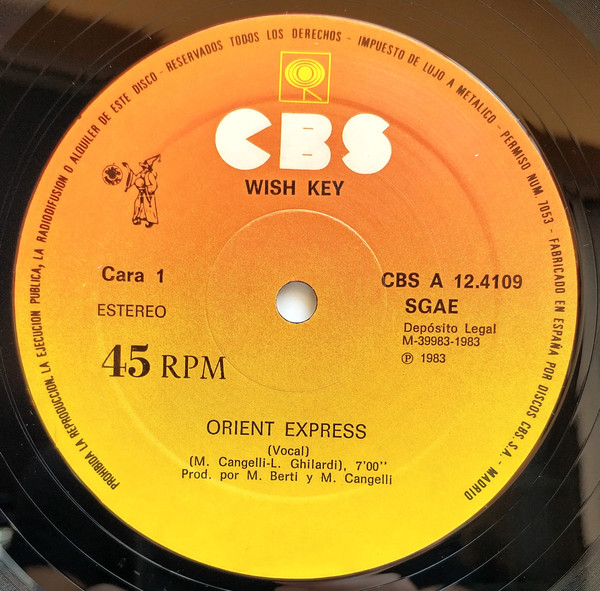 PROHIBIDA LA REPRODUCCION, LA EJECUCION PUBLICA, LA RADIODIFUSION O ALQUILER DE ESTE DISCO - RESERVADOS TODOS LOS DERECHOS - IMPUESTO DE LUJO A METALICO - PERMISO NUM. 7053 - FABRICADO EN ESPAÑA POR DISCOS CBS. S.A. - MADRID
CBS
WISH KEY
Cara 1
ESTEREO
45 RPM
CBS A 12.4109
SGAE
Depósito Legal
M-39983-1983
℗ 1983
ORIENT EXPRESS
(Vocal)
(M. Cangelli-L. Ghilardi), 7'00''
Prod. por M. Berti y M. Cangelli